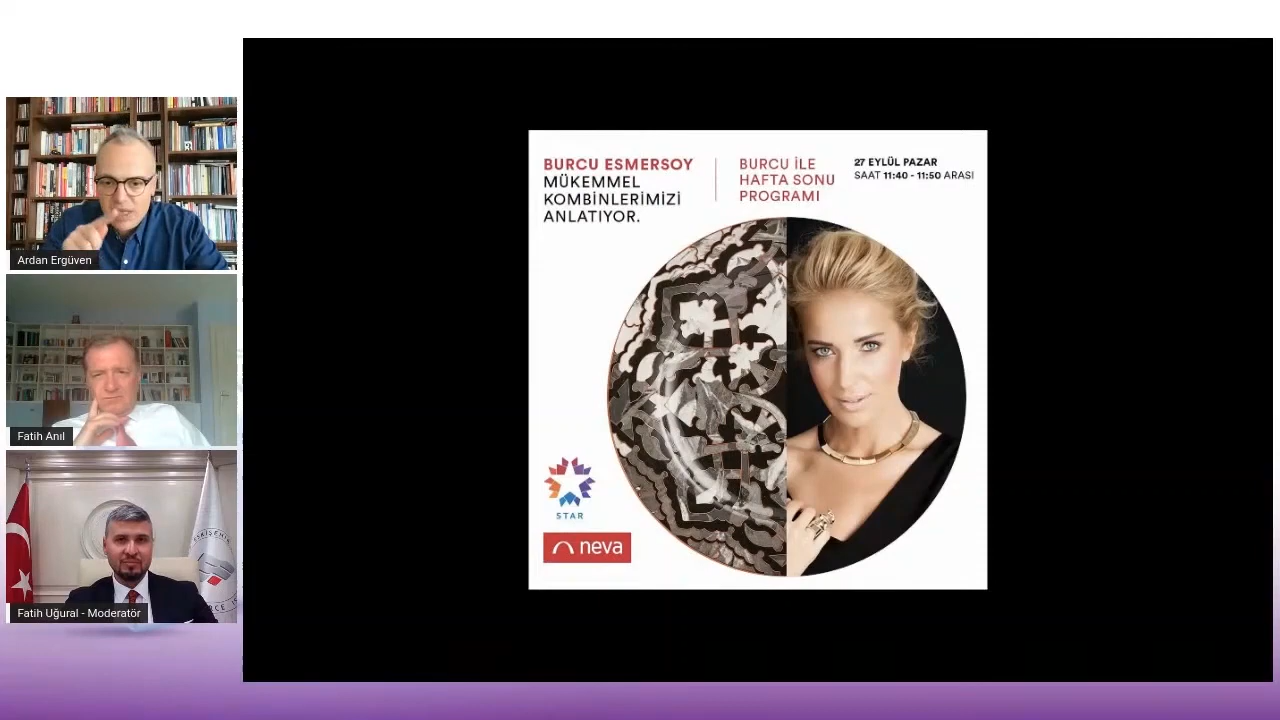 Ardan Ergüven
Fatih Anıl
Fatih Uğural - Moderatör
BURCU ESMERSOY
MÜKEMMEL
KOMBİNLERİMİZİ
ANLATIYOR.
BURCU İLE
HAFTA SONU
PROGRAMI
27 EYLÜL PAZAR
SAAT 11:40 - 11:50 ARASI
STAR
neva